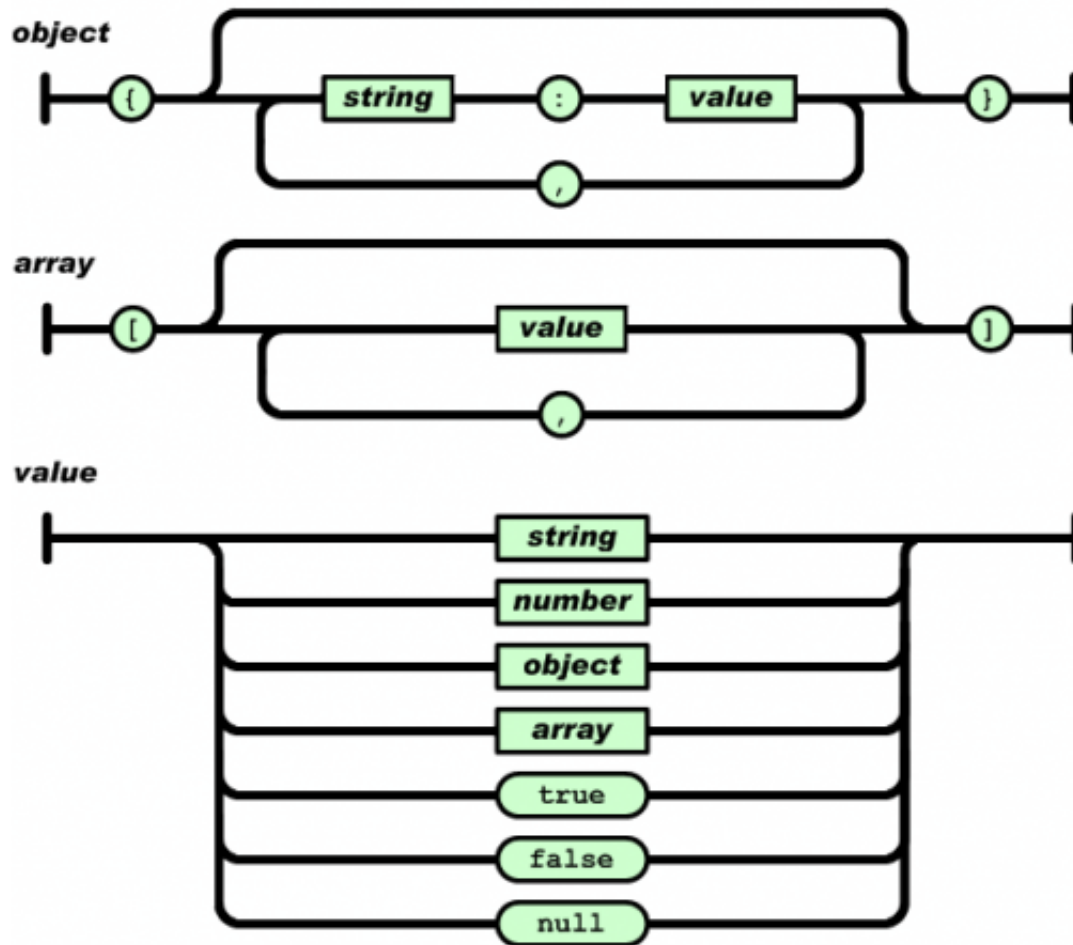 object
{ string : value }
,
array
[ value ]
,
value
string
number
object
array
true
false
null